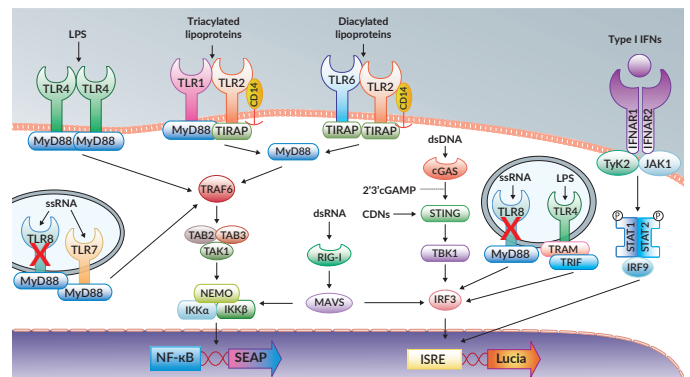 LPS
Triacylated
lipoproteins
Diacylated
lipoproteins
Type I IFNs
TLR4
TLR4
TLR1
TLR2
CD14
TLR6
TLR2
CD14
IFNAR1
IFNAR2
MyD88
MyD88
MyD88
TIRAP
TIRAP
TIRAP
MyD88
dsDNA
cGAS
TyK2
JAK1
ssRNA
TLR8
X
TLR7
MyD88
MyD88
TRAF6
TAB2
TAB3
TAK1
dsRNA
RIG-I
2'3'cGAMP
CDNs
STING
TBK1
ssRNA
LPS
TLR8
X
TLR4
MyD88
TRAM
TRIF
P
P
STAT1
STAT2
IRF9
NEMO
IKKα
IKKβ
MAVS
IRF3
NF-κB
SEAP
ISRE
Lucia